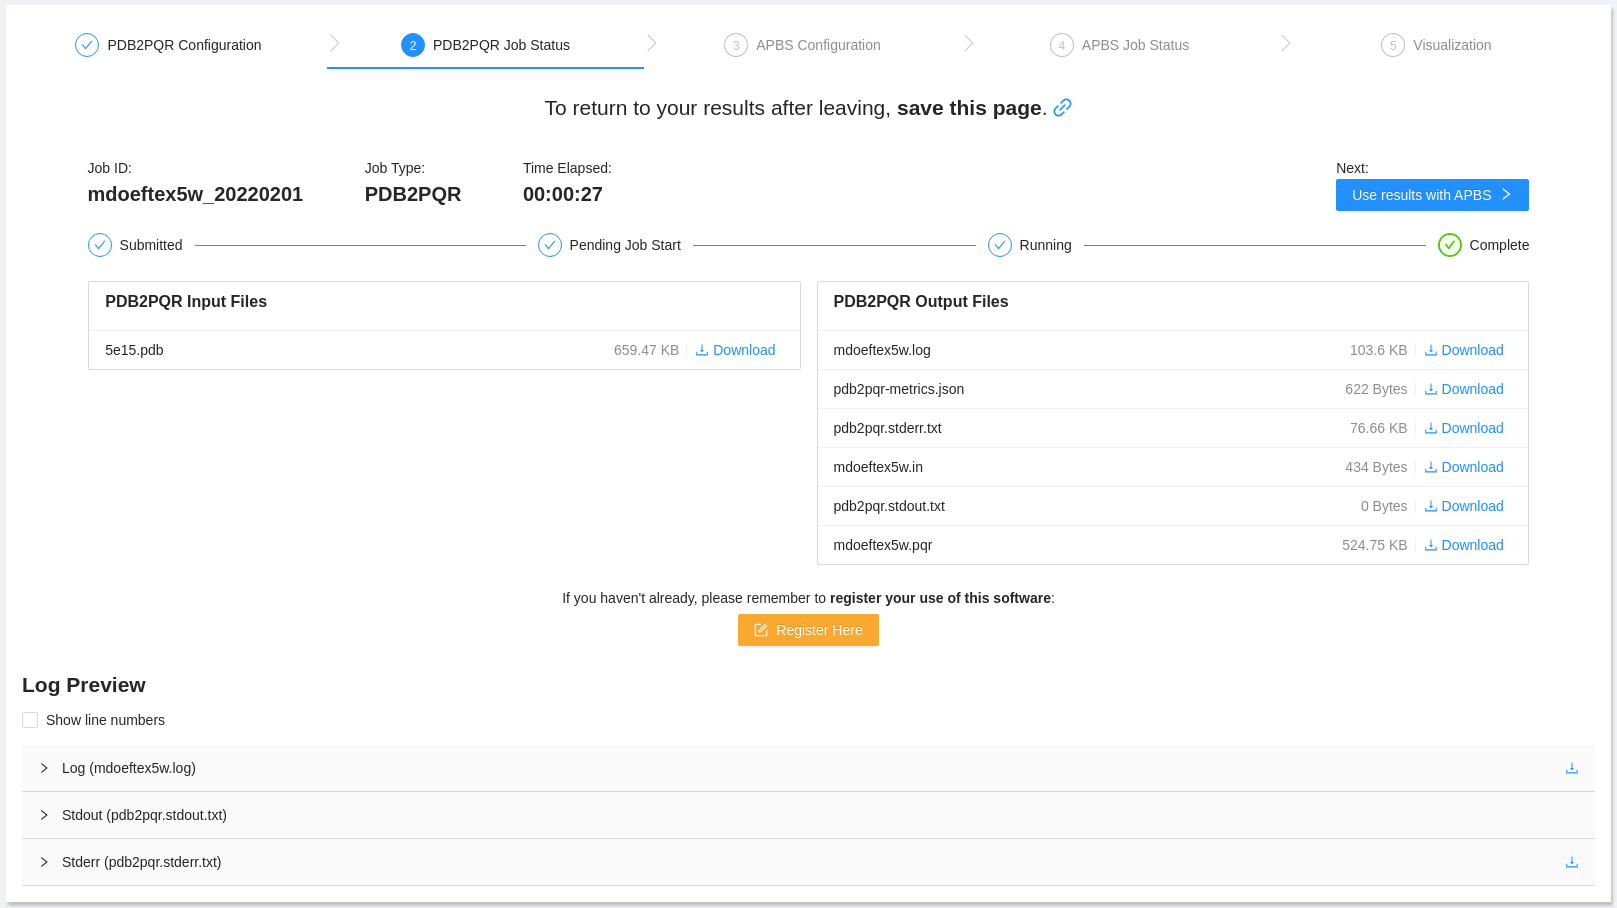 PDB2PQR Configuration
2 PDB2PQR Job Status
3 APBS Configuration
4 APBS Job Status
5 Visualization
To return to your results after leaving, save this page.
Job ID:
mdoeftex5w_20220201
Job Type:
PDB2PQR
Time Elapsed:
00:00:27
Next:
Use results with APBS
Submitted
Pending Job Start
Running
Complete
PDB2PQR Input Files
5e15.pdb 659.47 KB Download
PDB2PQR Output Files
mdoeftex5w.log 103.6 KB Download
pdb2pqr-metrics.json 622 Bytes Download
pdb2pqr.stderr.txt 76.66 KB Download
mdoeftex5w.in 434 Bytes Download
pdb2pqr.stdout.txt 0 Bytes Download
mdoeftex5w.pqr 524.75 KB Download
If you haven't already, please remember to register your use of this software:
Register Here
Log Preview
Show line numbers
Log (mdoeftex5w.log)
Stdout (pdb2pqr.stdout.txt)
Stderr (pdb2pqr.stderr.txt)